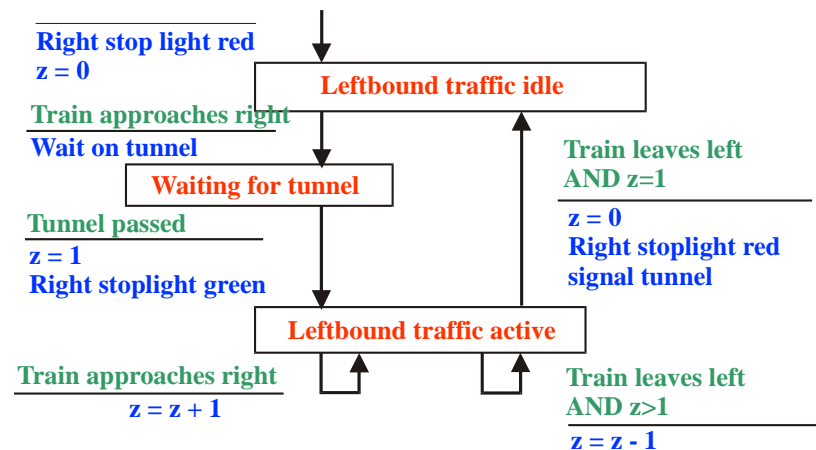 Right stop light red
z = 0
Leftbound traffic idle
Train approaches right
Wait on tunnel
Waiting for tunnel
Train leaves left
AND z=1
z = 0
Right stoplight red
signal tunnel
Tunnel passed
z = 1
Right stoplight green
Leftbound traffic active
Train approaches right
z = z + 1
Train leaves left
AND z>1
z = z - 1